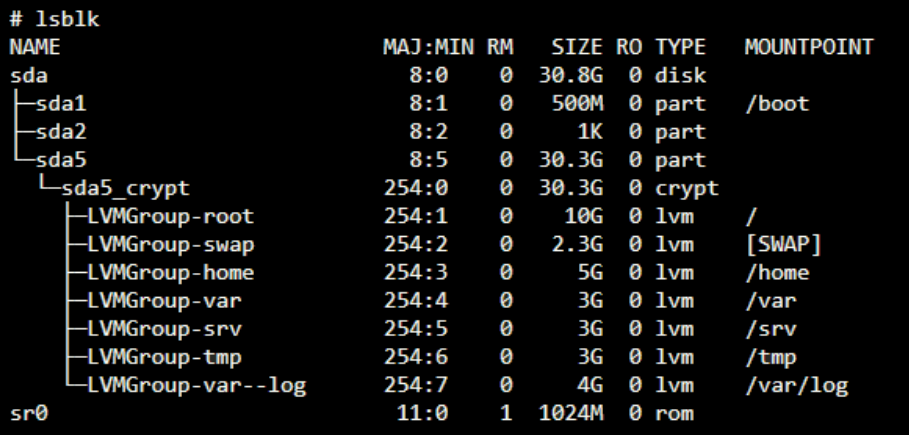 # lsblk
NAME                         MAJ:MIN RM   SIZE RO TYPE   MOUNTPOINT
sda                            8:0    0  30.8G  0 disk
├─sda1                         8:1    0   500M  0 part   /boot
├─sda2                         8:2    0     1K  0 part
└─sda5                         8:5    0  30.3G  0 part
  └─sda5_crypt               254:0    0  30.3G  0 crypt
    ├─LVMGroup-root          254:1    0    10G  0 lvm    /
    ├─LVMGroup-swap          254:2    0   2.3G  0 lvm    [SWAP]
    ├─LVMGroup-home          254:3    0     5G  0 lvm    /home
    ├─LVMGroup-var           254:4    0     3G  0 lvm    /var
    ├─LVMGroup-srv           254:5    0     3G  0 lvm    /srv
    ├─LVMGroup-tmp           254:6    0     3G  0 lvm    /tmp
    └─LVMGroup-var--log      254:7    0     4G  0 lvm    /var/log
sr0                           11:0    1  1024M  0 rom